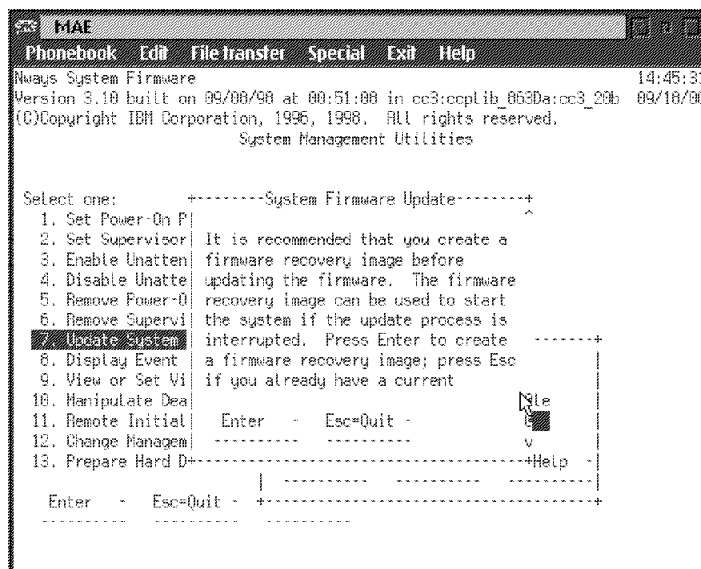 MAE
Phonebook Edit File transfer Special Exit Help
Nways System Firmware 14:45:3
Version 3.10 built on 09/08/98 at 00:51:08 in cc3:ccplib_063Da:cc3_20b 09/18/00
(C)Copyright IBM Corporation, 1996, 1998. All rights reserved.
System Management Utilities
Select one: +--------System Firmware Update--------+
1. Set Power-On P| ^
2. Set Supervisor| It is recommended that you create a
3. Enable Unatten| firmware recovery image before
4. Disable Unatte| updating the firmware. The firmware
5. Remove Power-O| recovery image can be used to start
6. Remove Supervi| the system if the update process is
7. Update System | interrupted. Press Enter to create -------+
8. Display Event | a firmware recovery image; press Esc |
9. View or Set Vi| if you already have a current |
10. Manipulate Dea| le |
11. Remote Initial| Enter - Esc=Quit - |
12. Change Managem| ---------- ---------- v |
13. Prepare Hard D+--------------------------------------+Help -|
| ---------- ---------- ----------|
Enter - Esc=Quit - +-----------------------------------------+
---------- ---------- ----------